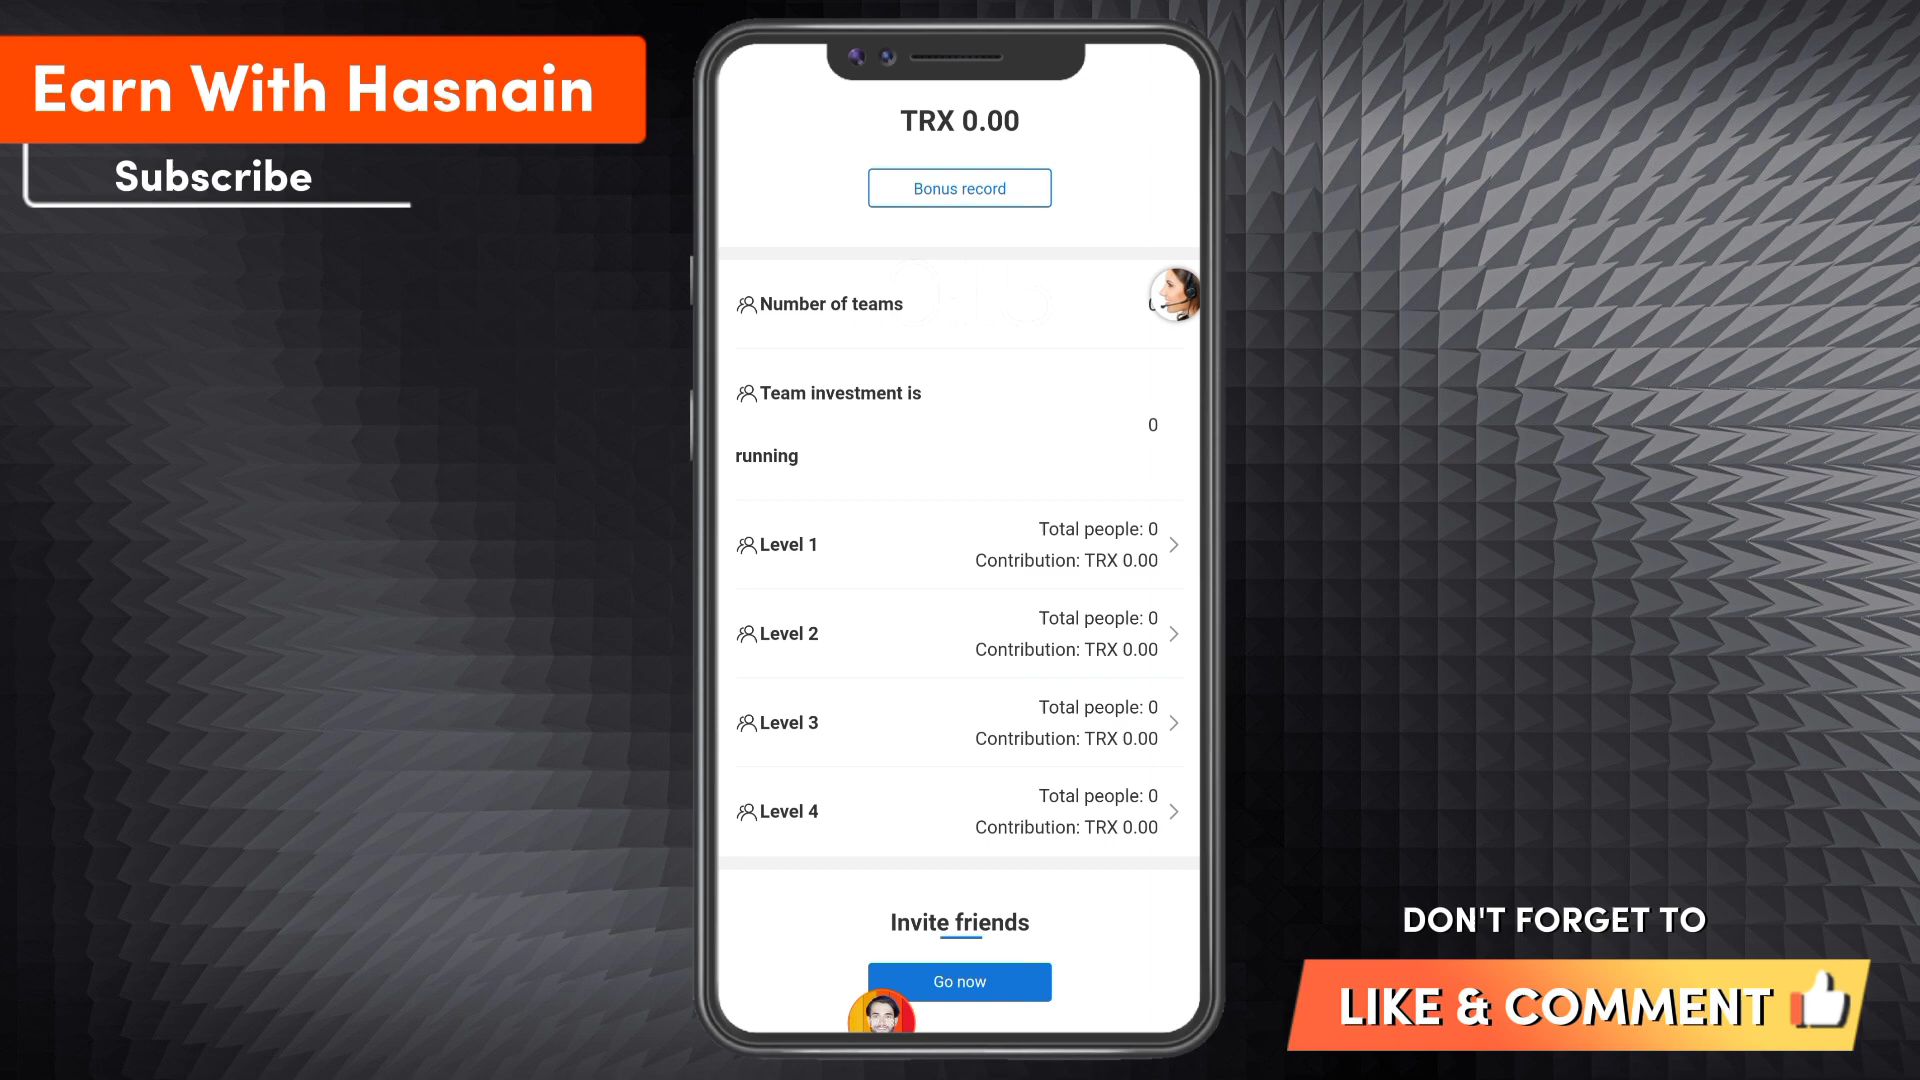 Earn With Hasnain
Subscribe
TRX 0.00
Bonus record
Number of teams
Team investment is
0
running
Level 1
Total people: 0
Contribution: TRX 0.00
Level 2
Total people: 0
Contribution: TRX 0.00
Level 3
Total people: 0
Contribution: TRX 0.00
Level 4
Total people: 0
Contribution: TRX 0.00
Invite friends
Go now
DON'T FORGET TO
LIKE & COMMENT